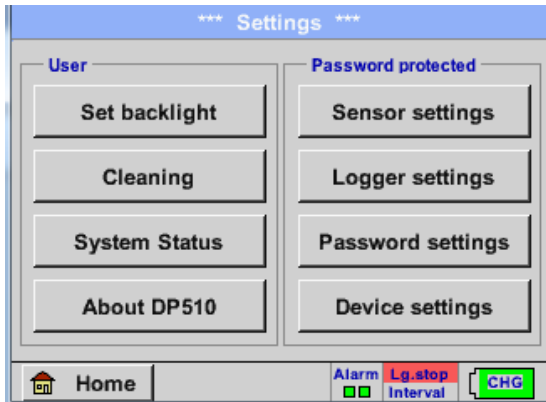 *** Settings ***
User
Set backlight
Cleaning
System Status
About DP510
Password protected
Sensor settings
Logger settings
Password settings
Device settings
Home
Alarm
Lg.stop
Interval
CHG